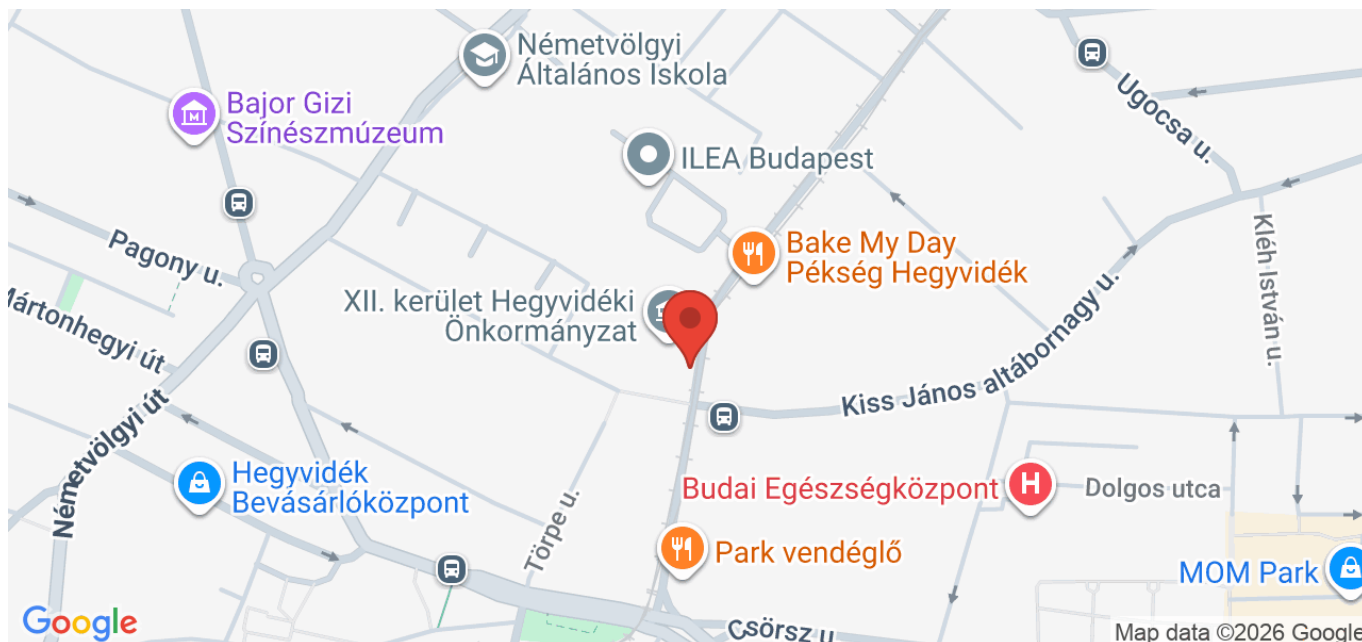 Németvölgyi
Általános Iskola
Bajor Gizi
Színészmúzeum
Ugocsa u.
ILEA Budapest
Pagony u.
Bake My Day
Pékség Hegyvidék
Kléh István u.
XII. kerület Hegyvidéki
Önkormányzat
Mártonhegyi út
Kiss János altábornagy u.
Németvölgyi út
Hegyvidék
Bevásárlóközpont
Budai Egészségközpont
H
Dolgos utca
Törpe u.
Park vendéglő
MOM Park
Google
Csörsz u
Map data ©2026 Google